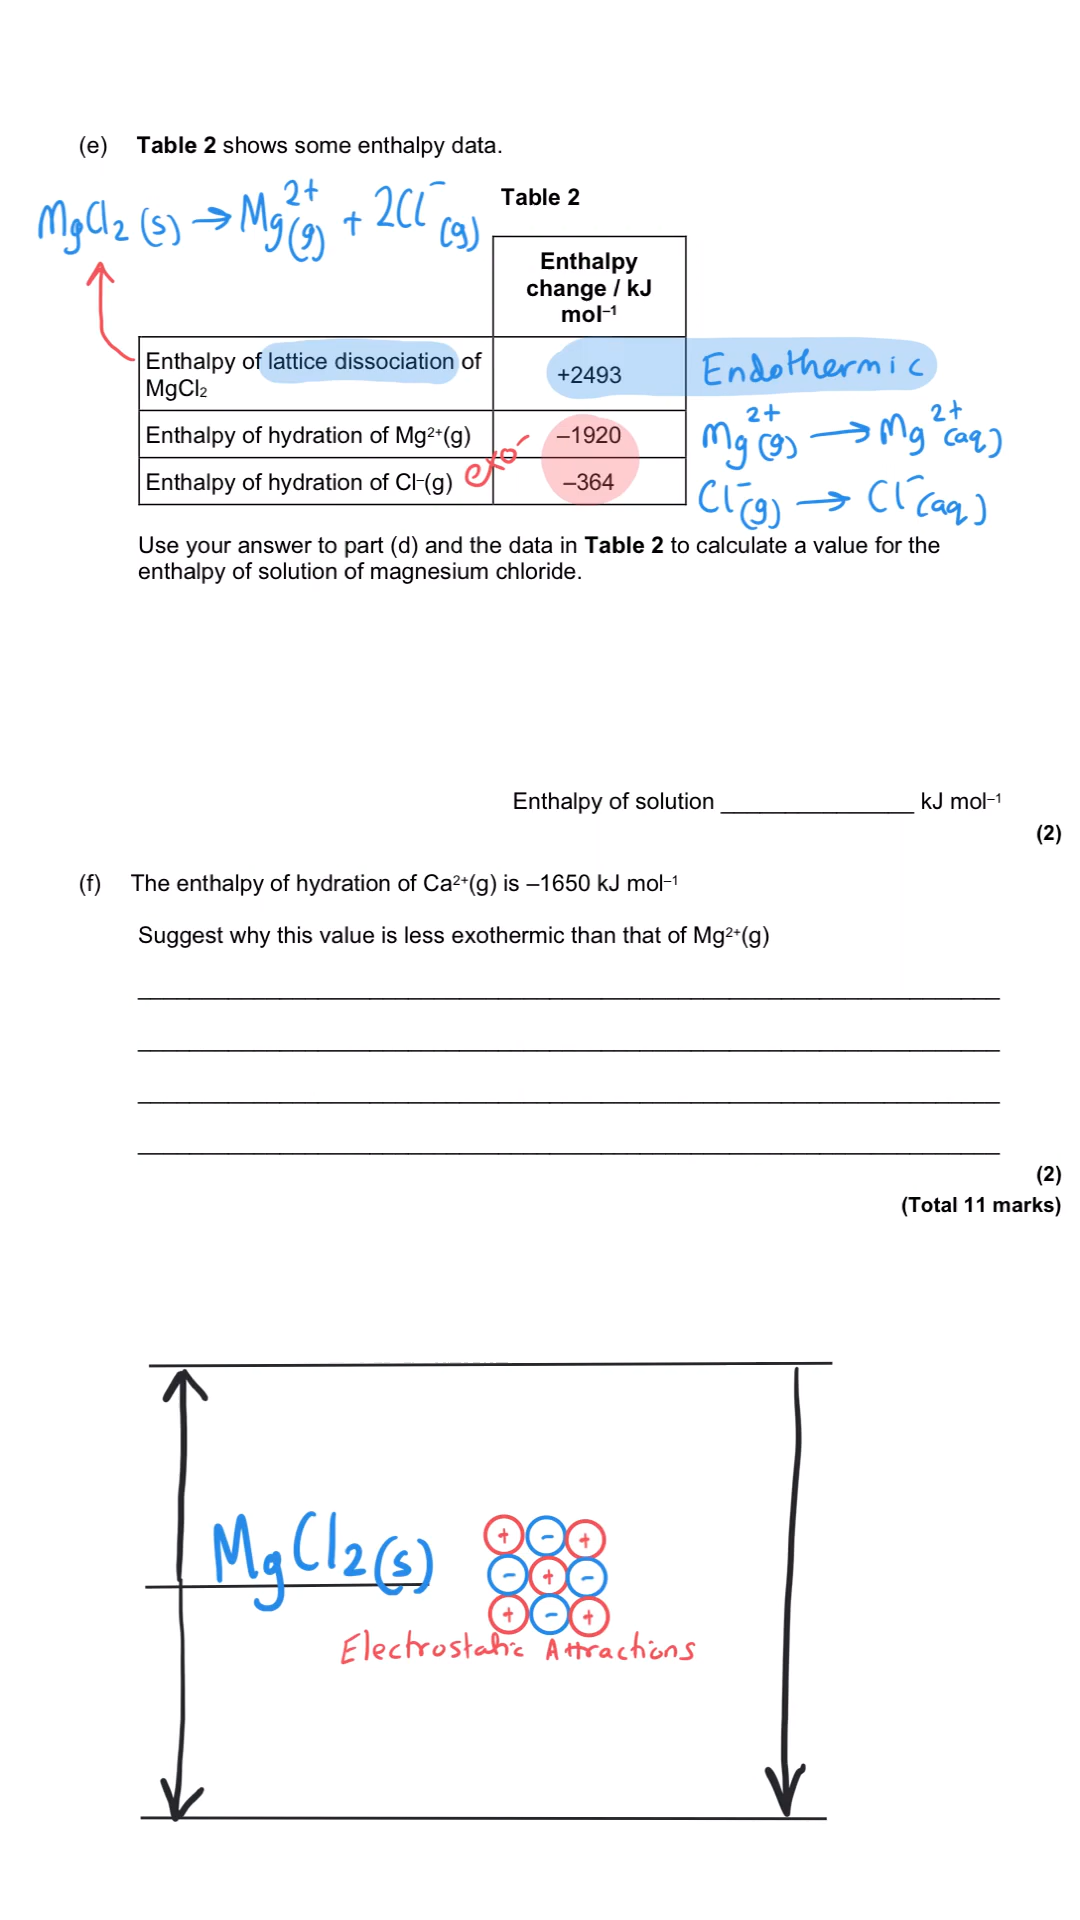 (e) Table 2 shows some enthalpy data.
MgCl₂ (s) → Mg²⁺(g) + 2Cl⁻(g)
Table 2
Enthalpy change / kJ mol⁻¹
Enthalpy of lattice dissociation of MgCl₂ +2493 Endothermic
Enthalpy of hydration of Mg²⁺(g) –1920 Mg²⁺(g) → Mg²⁺(aq)
exo
Enthalpy of hydration of Cl⁻(g) –364 Cl⁻(g) → Cl⁻(aq)
Use your answer to part (d) and the data in Table 2 to calculate a value for the
enthalpy of solution of magnesium chloride.
Enthalpy of solution ________________ kJ mol⁻¹
(2)
(f) The enthalpy of hydration of Ca²⁺(g) is –1650 kJ mol⁻¹
Suggest why this value is less exothermic than that of Mg²⁺(g)
(2)
(Total 11 marks)
MgCl₂(s)
+ − +
− + −
+ − +
Electrostatic Attractions